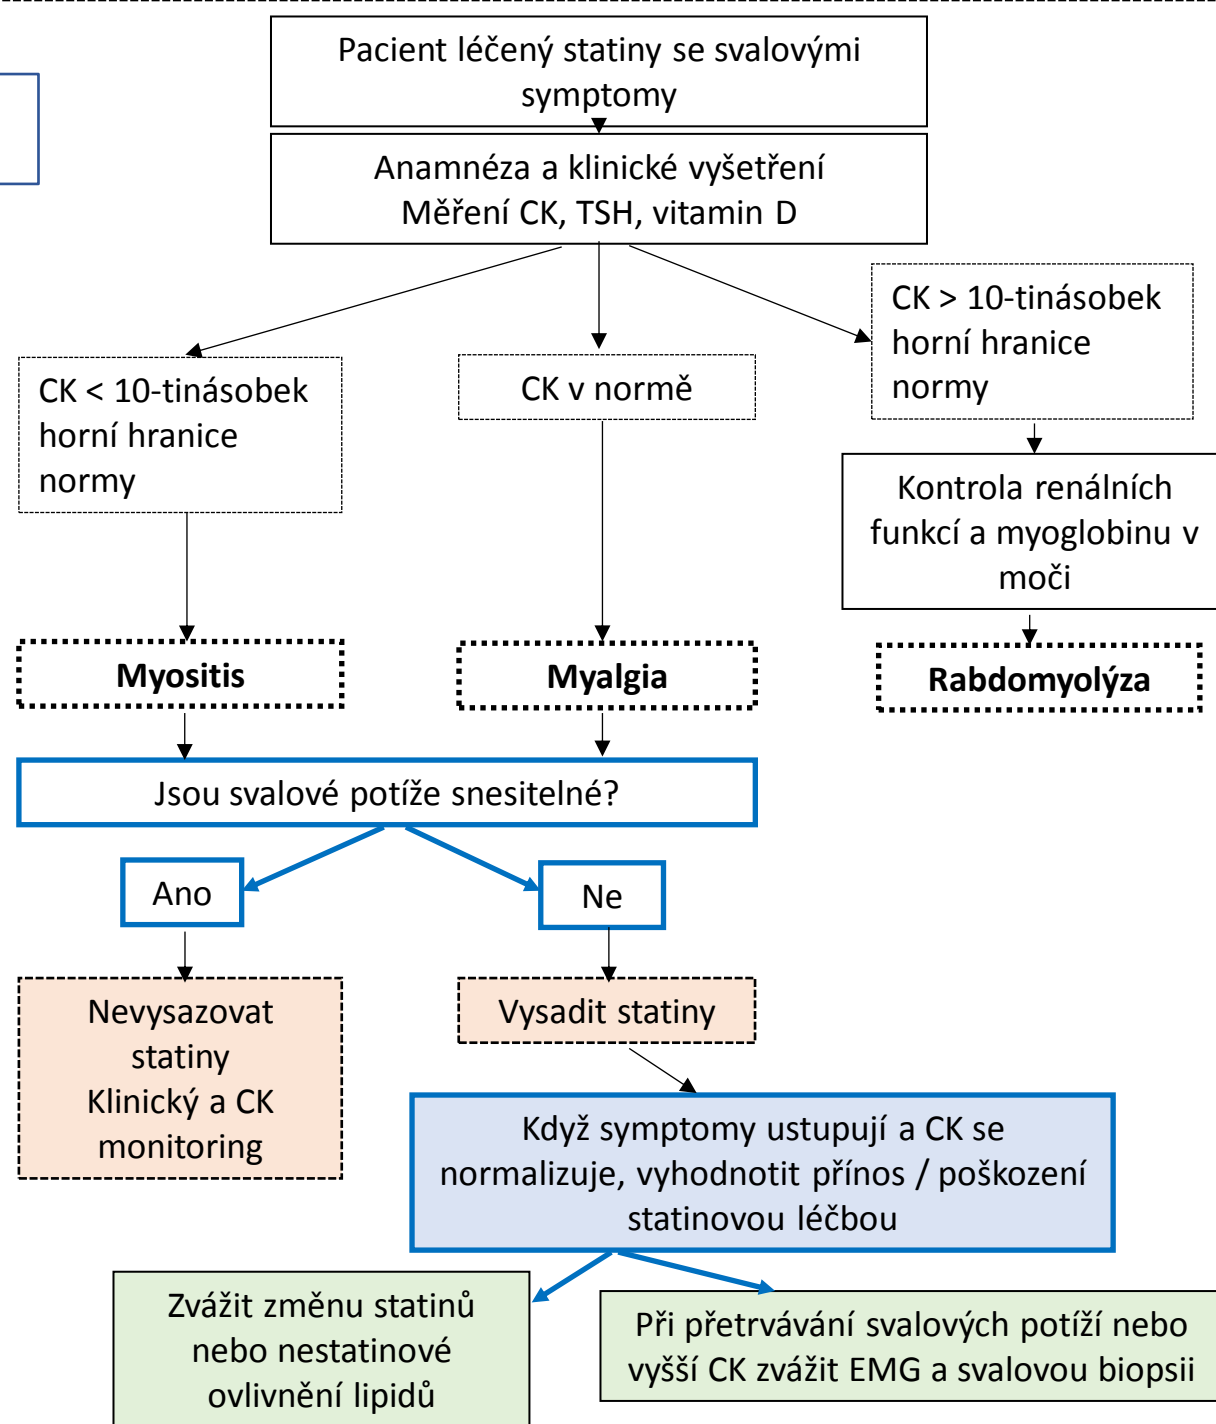 Pacient léčený statiny se svalovými
symptomy
Anamnéza a klinické vyšetření
Měření CK, TSH, vitamin D
CK < 10-tinásobek
horní hranice
normy
CK v normě
CK > 10-tinásobek
horní hranice
normy
Kontrola renálních
funkcí a myoglobinu v
moči
Myositis
Myalgia
Rabdomyolýza
Jsou svalové potíže snesitelné?
Ano
Ne
Nevysazovat
statiny
Klinický a CK
monitoring
Vysadit statiny
Když symptomy ustupují a CK se
normalizuje, vyhodnotit přínos / poškození
statinovou léčbou
Zvážit změnu statinů
nebo nestatinové
ovlivnění lipidů
Při přetrvávání svalových potíží nebo
vyšší CK zvážit EMG a svalovou biopsii